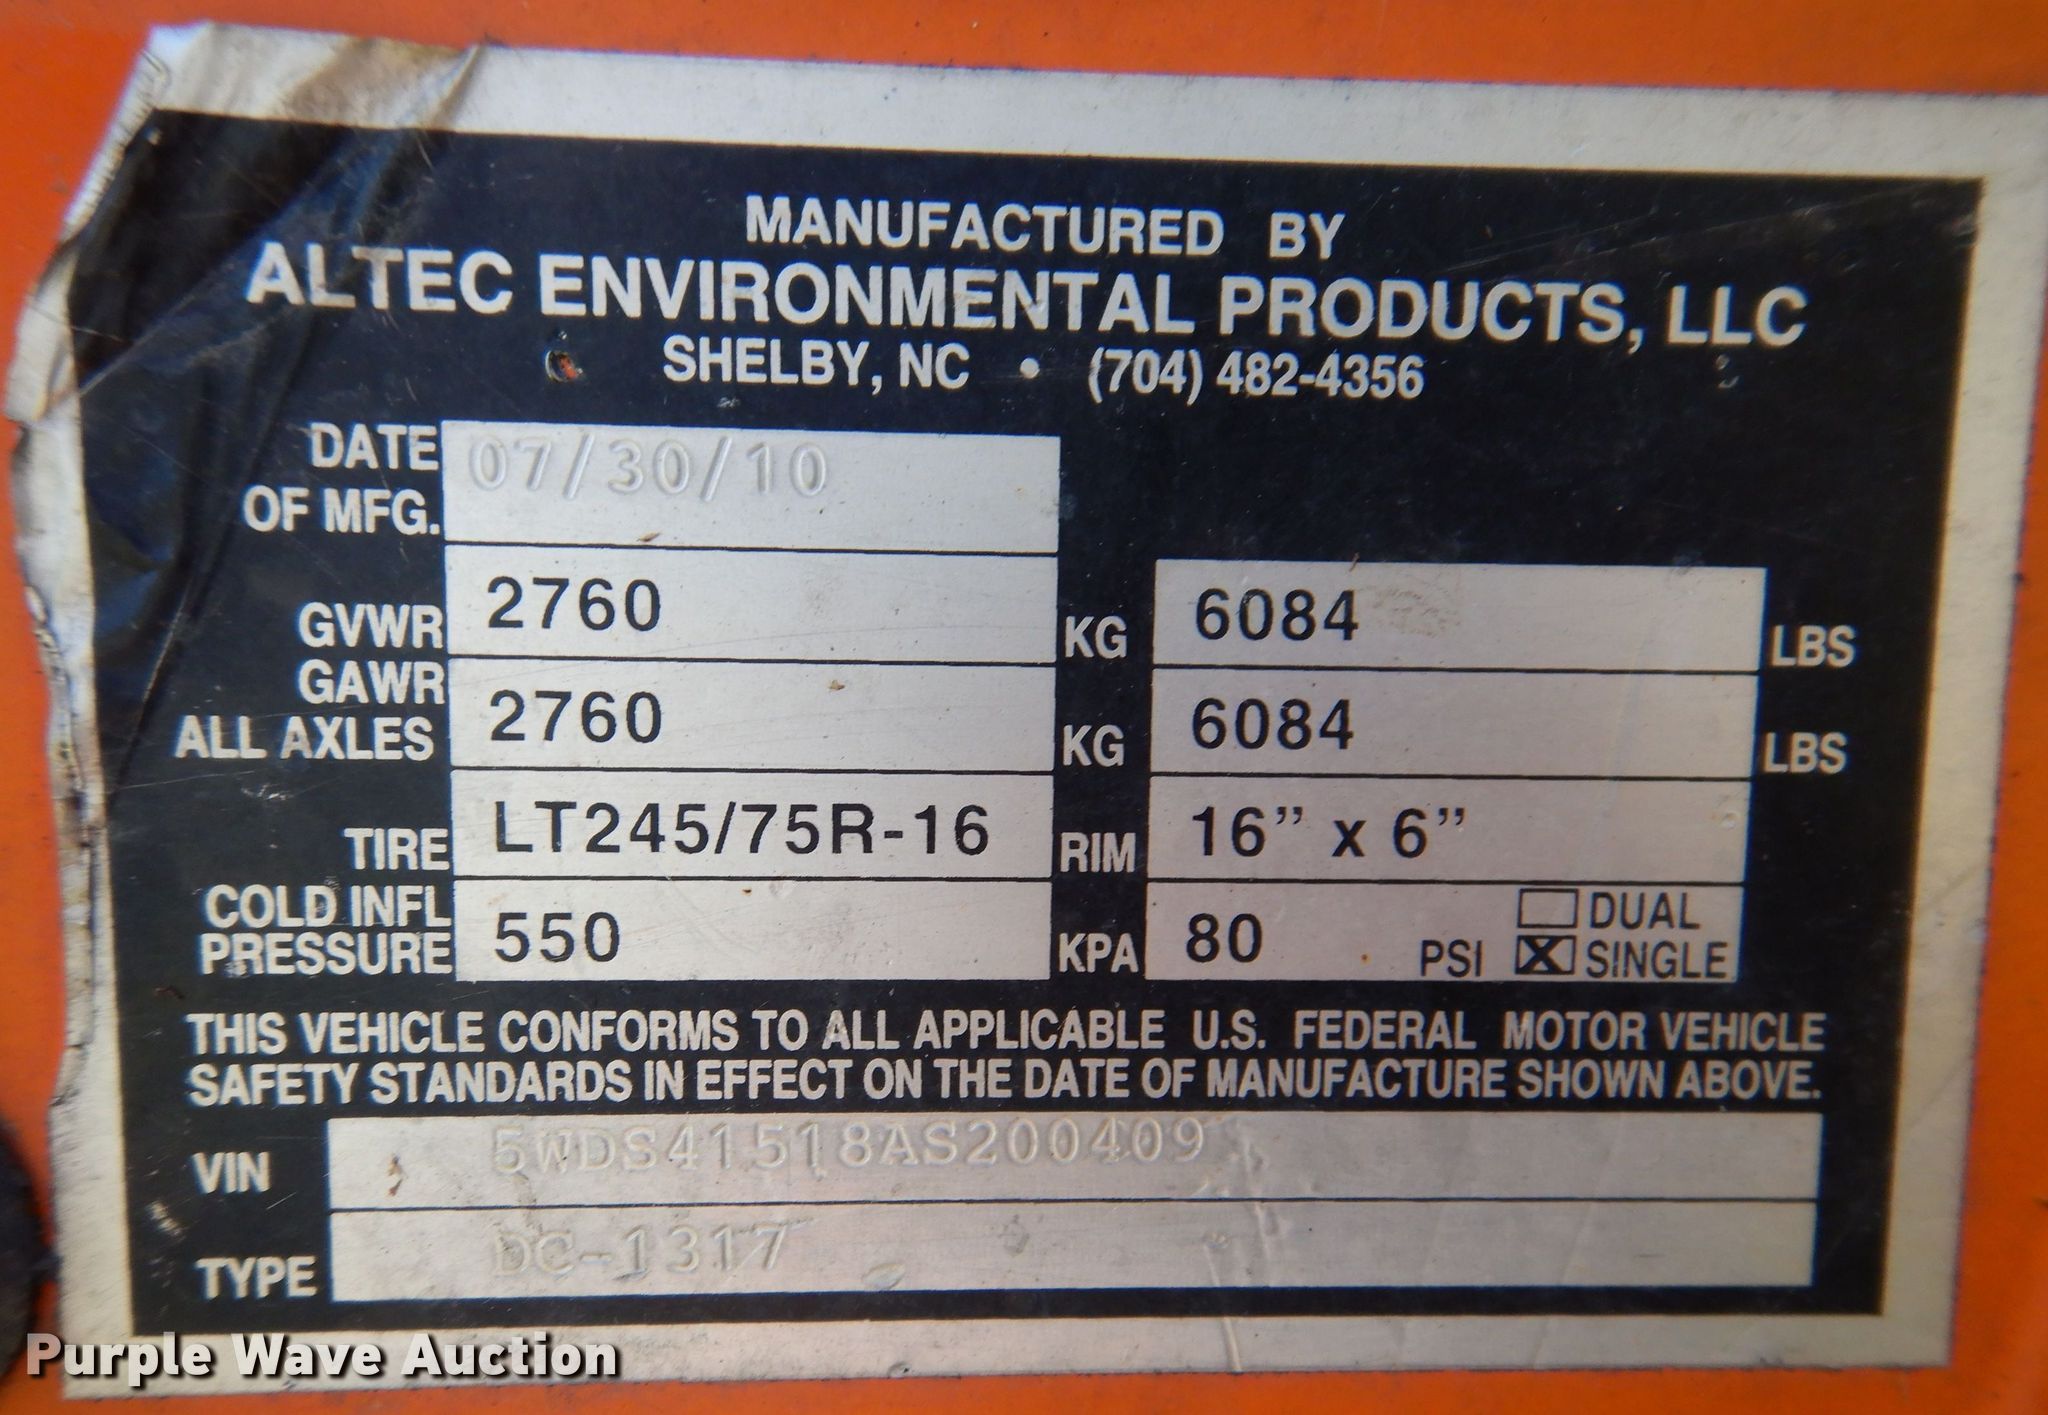 MANUFACTURED BY
ALTEC ENVIRONMENTAL PRODUCTS, LLC
SHELBY, NC • (704) 482-4356
DATE OF MFG. 07/30/10
GVWR 2760 KG 6084 LBS
GAWR ALL AXLES 2760 KG 6084 LBS
TIRE LT245/75R-16 RIM 16” x 6”
COLD INFL PRESSURE 550 KPA 80 PSI DUAL
☒ SINGLE
THIS VEHICLE CONFORMS TO ALL APPLICABLE U.S. FEDERAL MOTOR VEHICLE
SAFETY STANDARDS IN EFFECT ON THE DATE OF MANUFACTURE SHOWN ABOVE.
VIN 5WDS41518AS200409
TYPE DC-1317
Purple Wave Auction